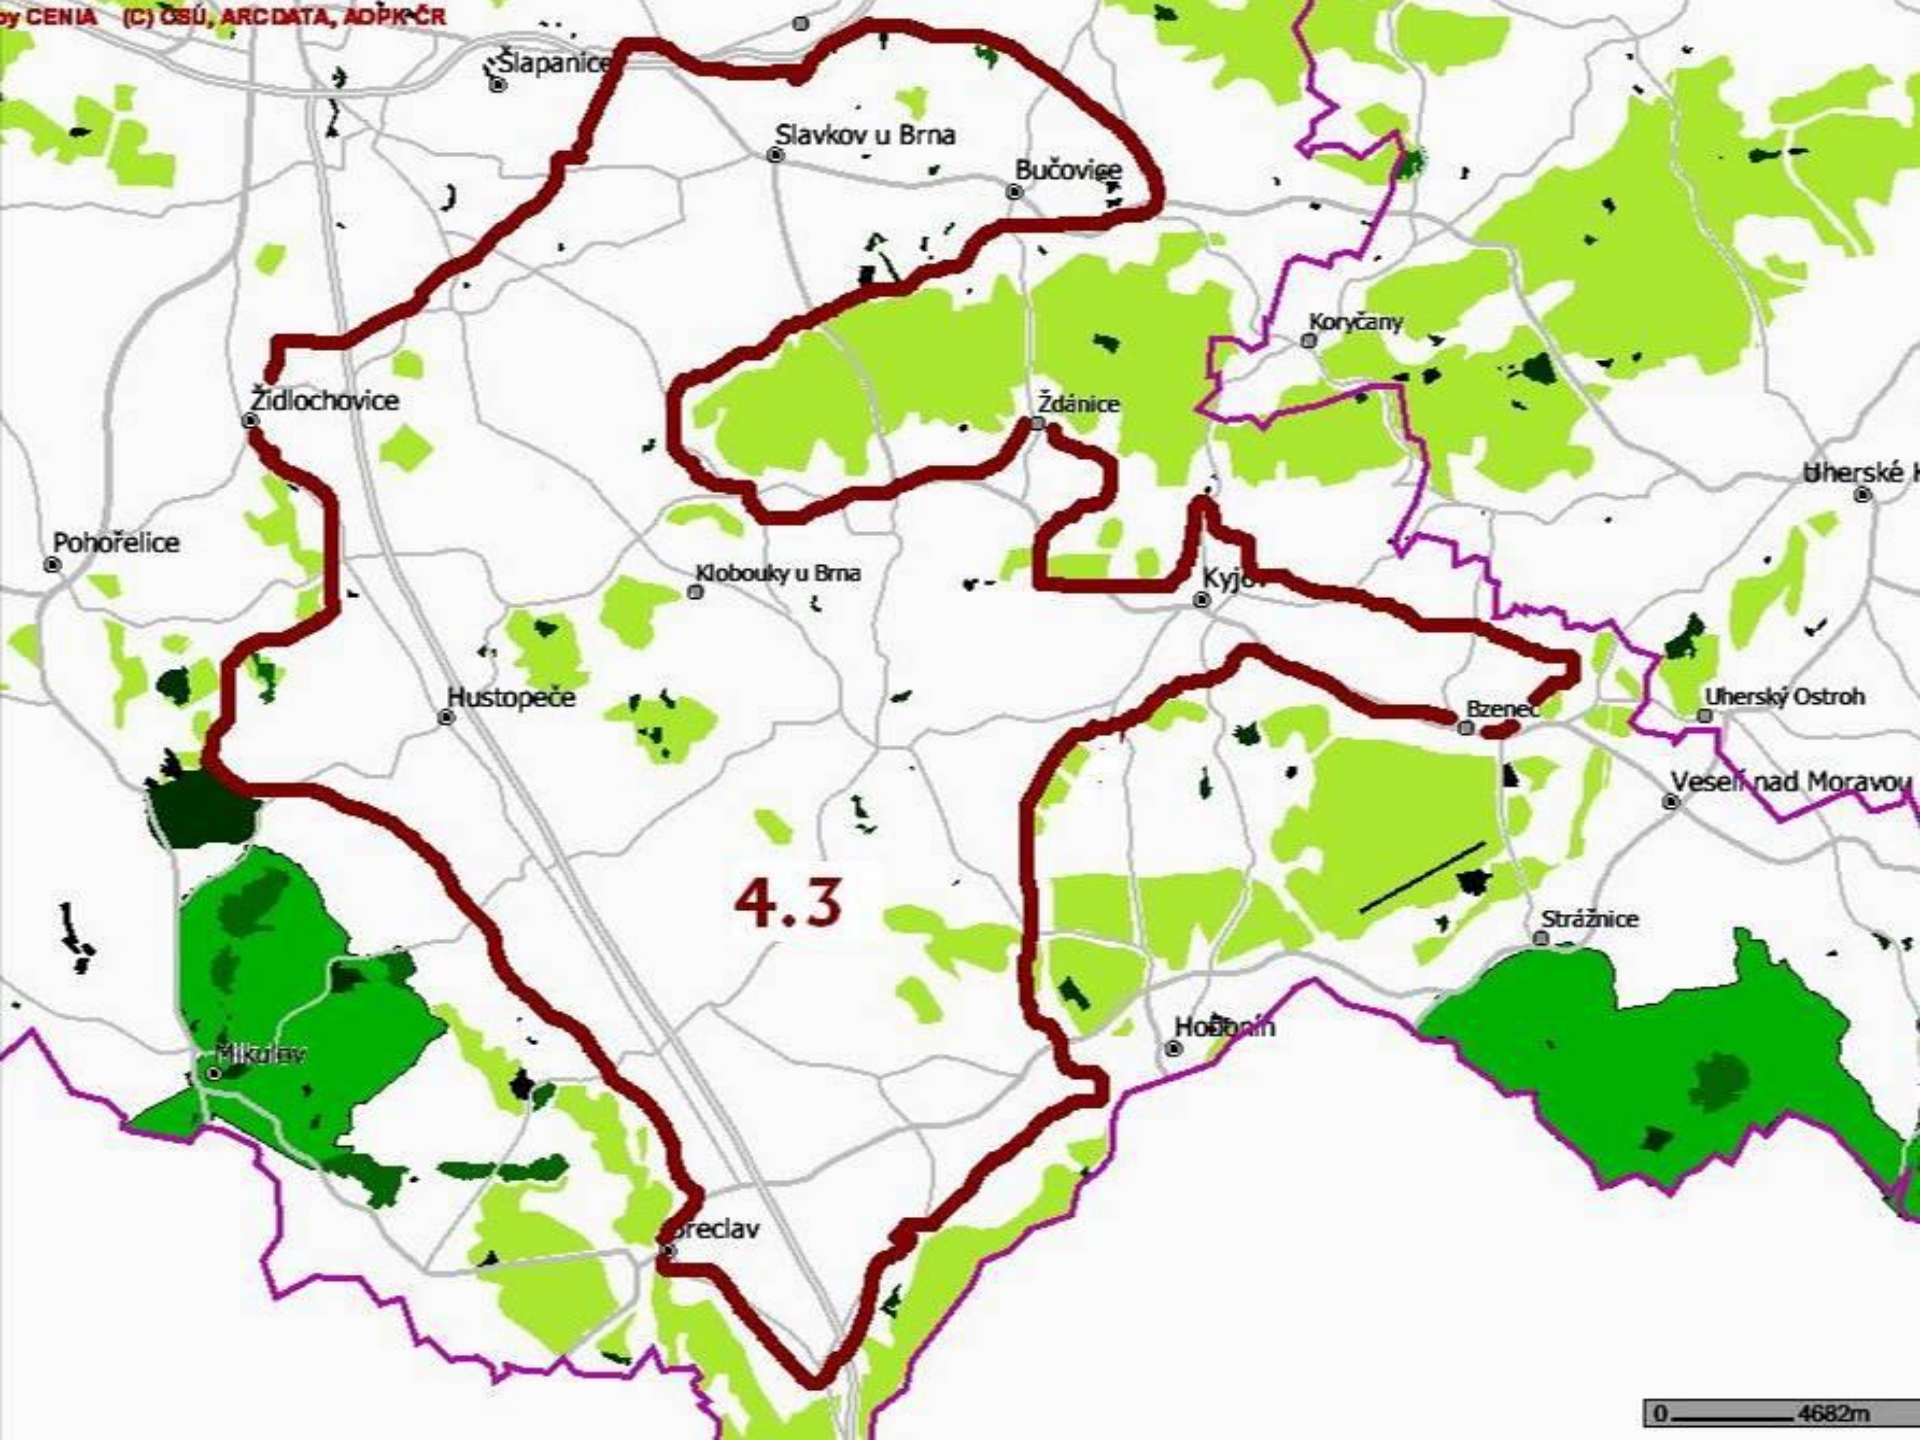 by CENIA (C) ČSÚ, ARCDATA, AOPK ČR
Šlapanice
Slavkov u Brna
Bučovice
Koryčany
Židlochovice
Ždánice
Uherské
Pohořelice
Klobouky u Brna
Kyjov
Hustopeče
Bzenec
Uherský Ostroh
Veselí nad Moravou
4.3
Strážnice
Hodonín
Mikulov
Břeclav
0 4682m